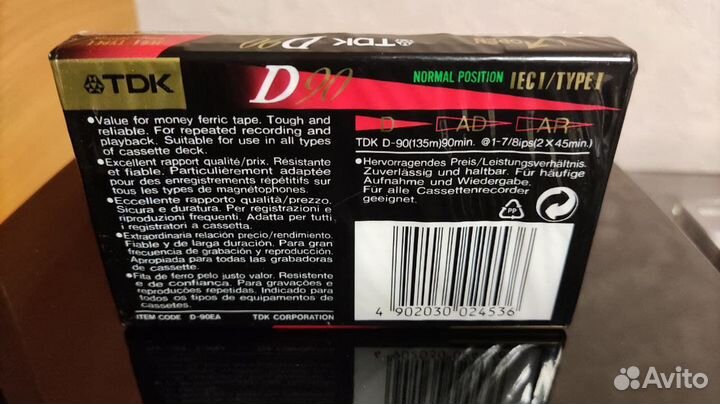 IEC I/TYPE I
TDK D90
TDK
D90
NORMAL POSITION IEC I/TYPE I
D AD AR
TDK D-90(135m)90min. @1-7/8ips(2X45min.)
•Value for money ferric tape. Tough and
reliable. For repeated recording and
playback. Suitable for use in all types
of cassette deck.
•Excellent rapport qualité/prix. Résistante
et fiable. Particulièrement adaptée
pour des enregistrements répétitifs sur
tous les types de magnétophones.
•Eccellente rapporto qualità/prezzo.
Sicura e duratura. Per registrazioni e
riproduzioni frequenti. Adatta per tutti
i registratori a cassetta.
•Extraordinaria relación precio/rendimiento.
Fiable y de larga duración. Para gran
frecuencia de grabación y reproducción.
Apropiada para todas las grabadoras
de cassette.
•Fita de ferro pelo justo valor. Resistente
e de confiança. Para gravações e
reproduções repetidas. Indicado para
todos os tipos de equipamentos de
cassetes.
ITEM CODE D-90EA TDK CORPORATION
•Hervorragendes Preis/Leistungsverhältnis.
Zuverlässig und haltbar. Für häufige
Aufnahme und Wiedergabe.
Für alle Cassettenrecorder
geeignet.
PP
4 902030 024536
Avito